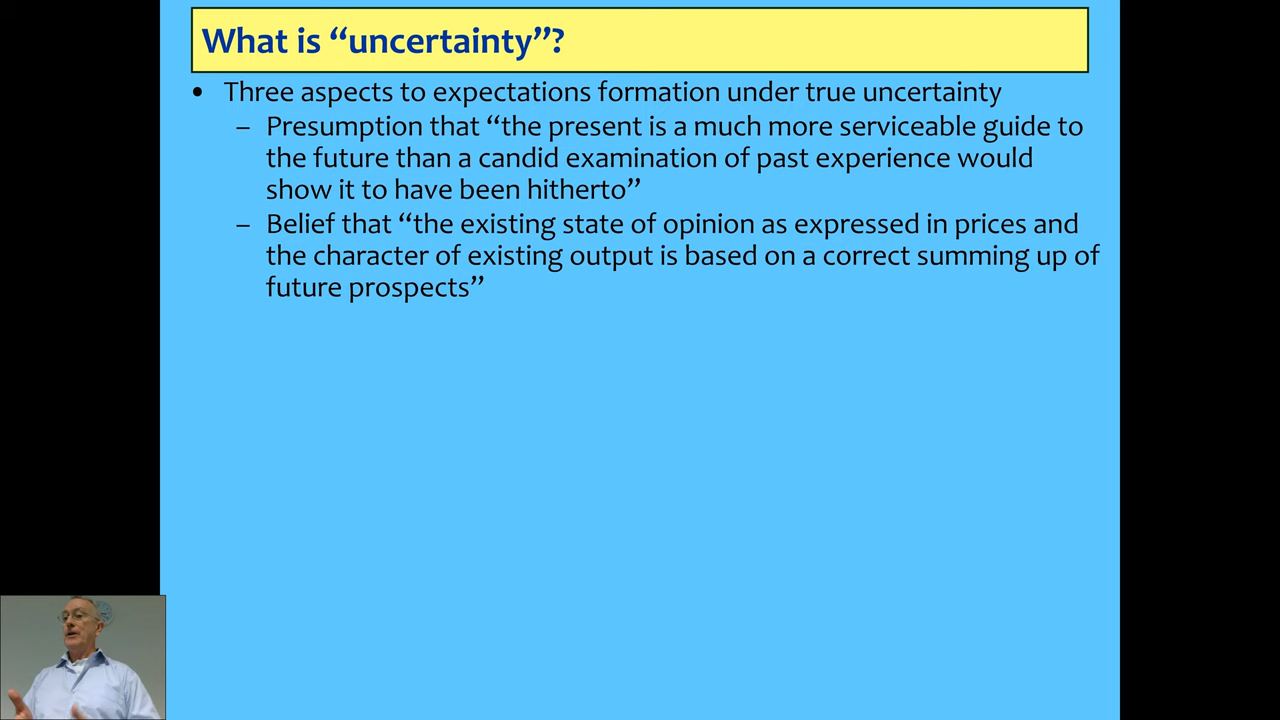 What is “uncertainty”?
• Three aspects to expectations formation under true uncertainty
– Presumption that “the present is a much more serviceable guide to
the future than a candid examination of past experience would
show it to have been hitherto”
– Belief that “the existing state of opinion as expressed in prices and
the character of existing output is based on a correct summing up of
future prospects”